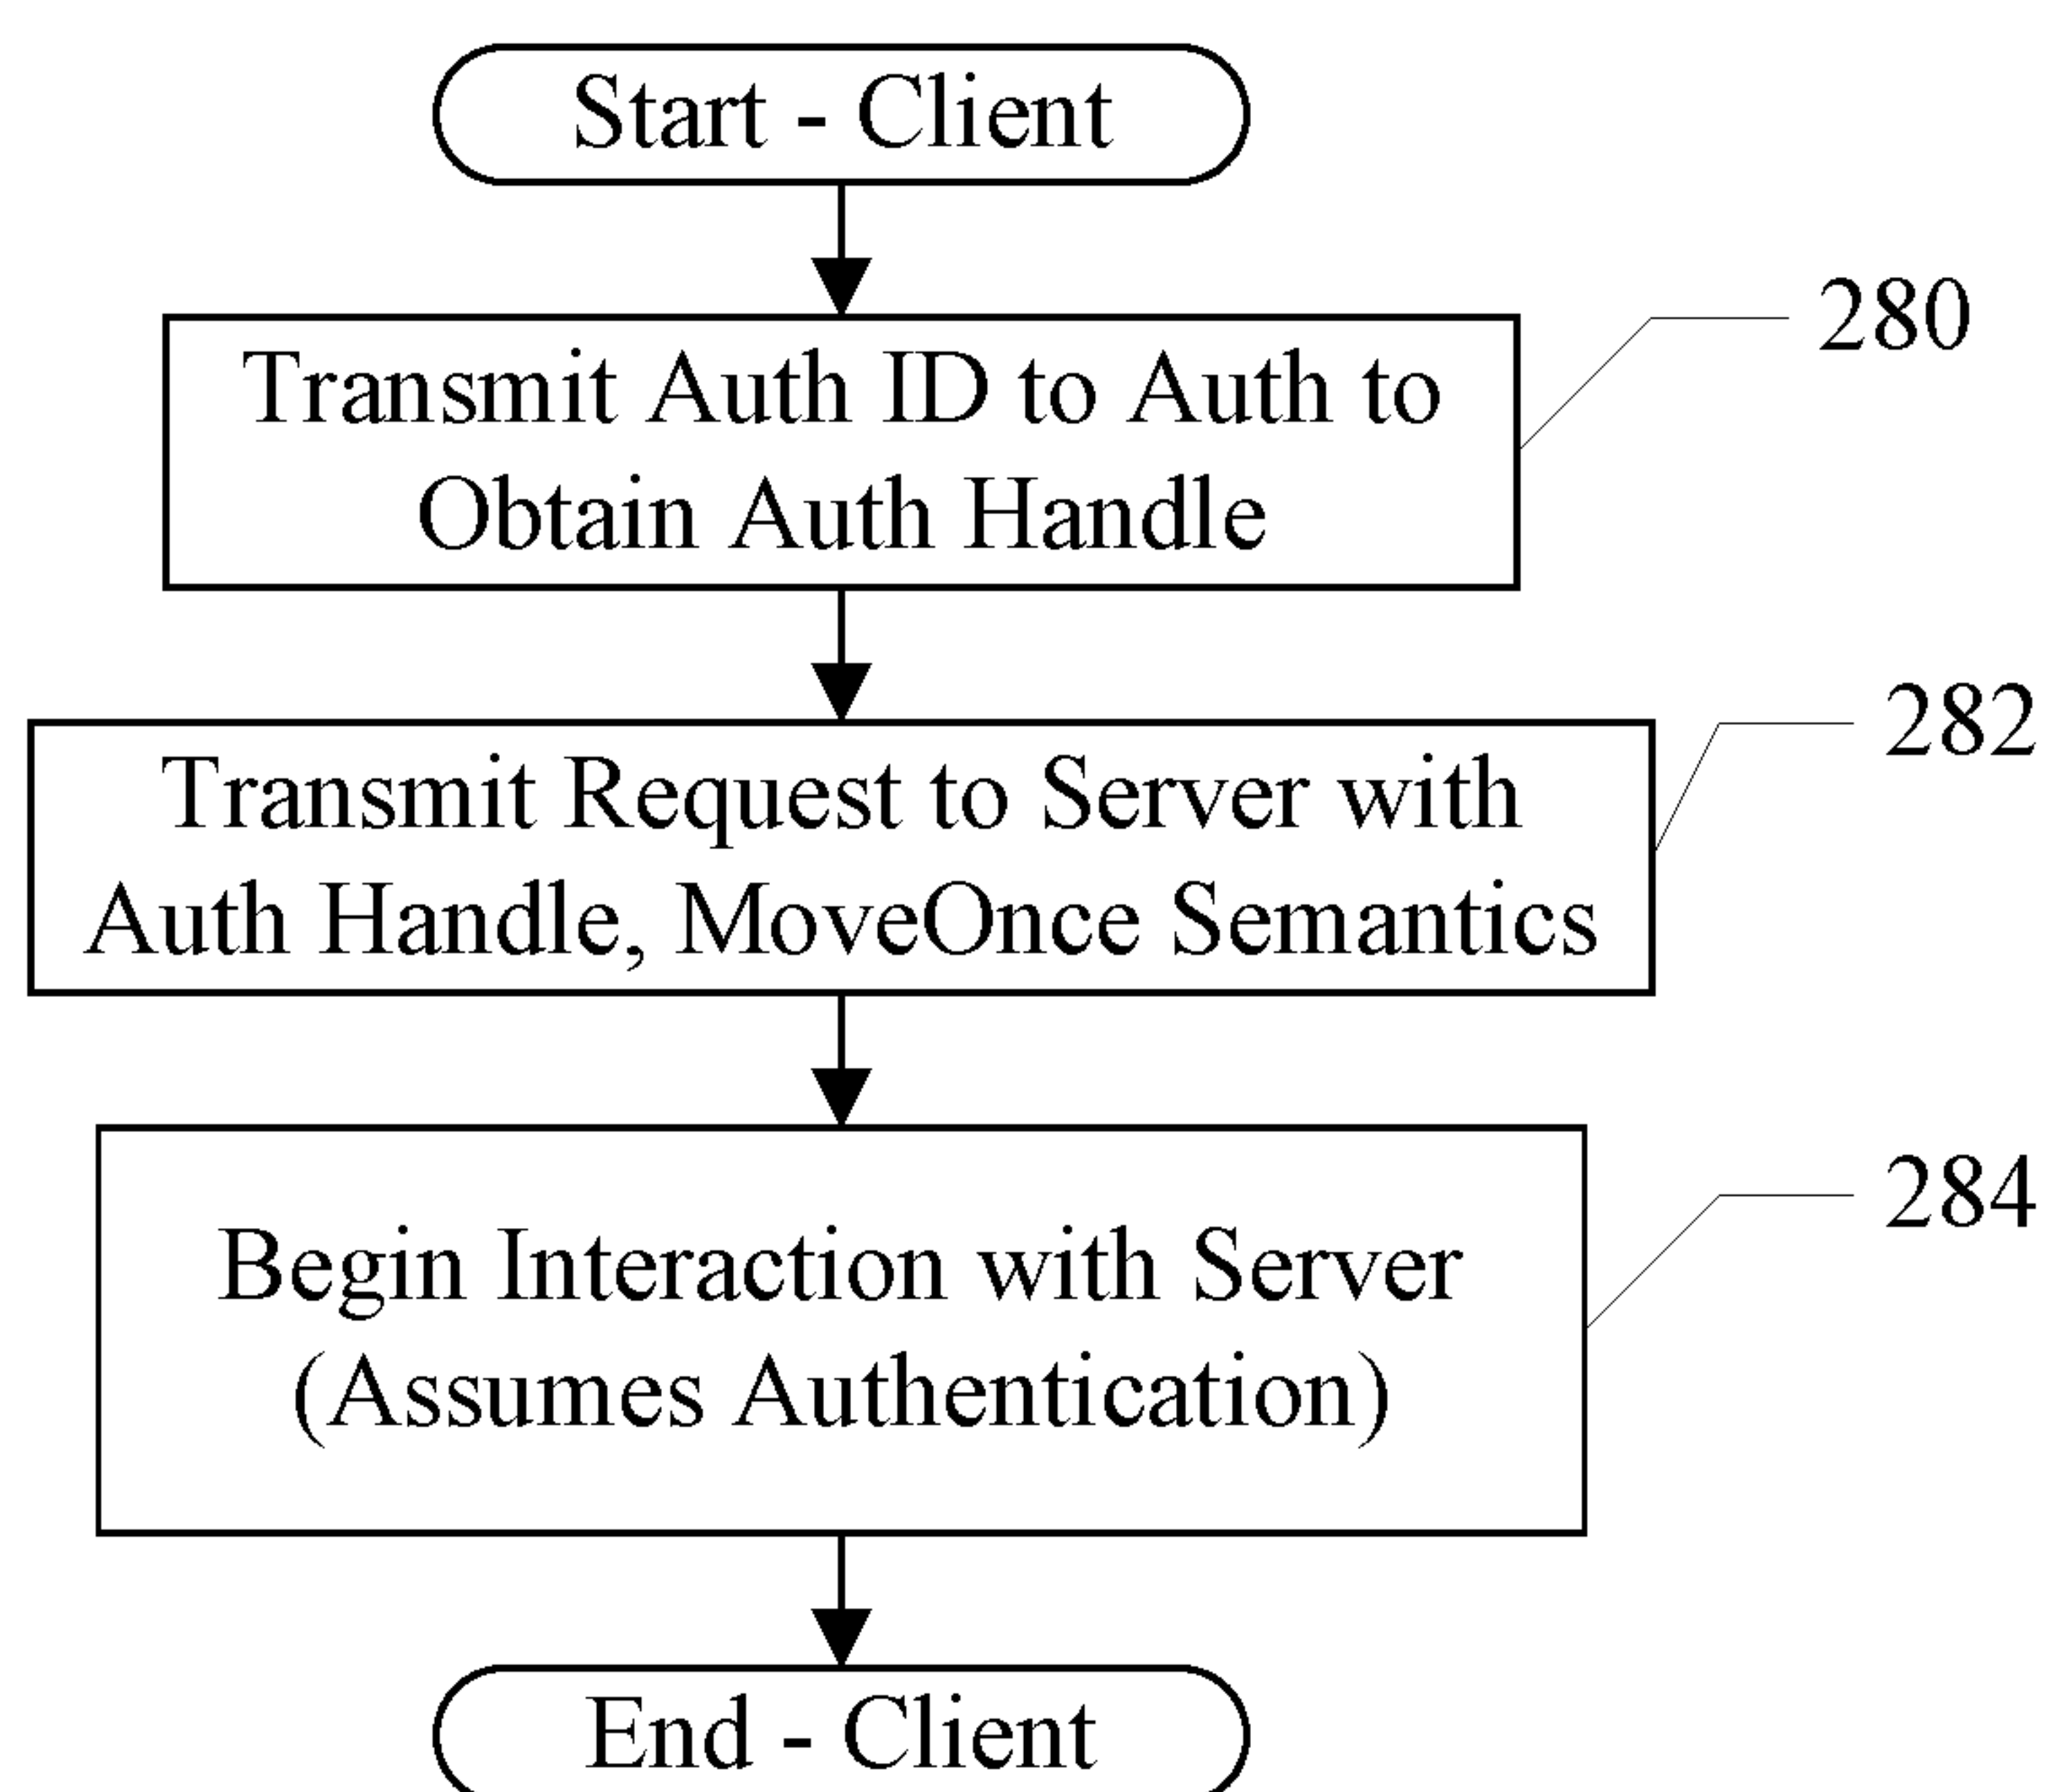 Start - Client
280
Transmit Auth ID to Auth to
Obtain Auth Handle
282
Transmit Request to Server with
Auth Handle, MoveOnce Semantics
284
Begin Interaction with Server
(Assumes Authentication)
End - Client